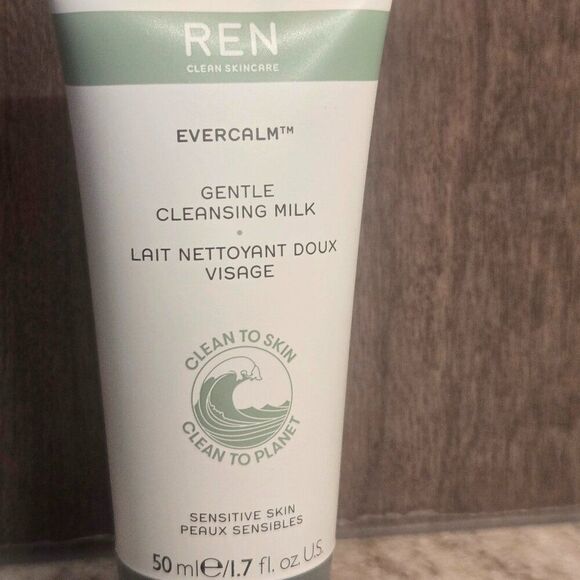 REN
CLEAN SKINCARE
EVERCALM™
GENTLE
CLEANSING MILK
•
LAIT NETTOYANT DOUX
VISAGE
CLEAN TO SKIN
CLEAN TO PLANET
SENSITIVE SKIN
PEAUX SENSIBLES
50 ml℮/1.7 fl. oz. U.S.